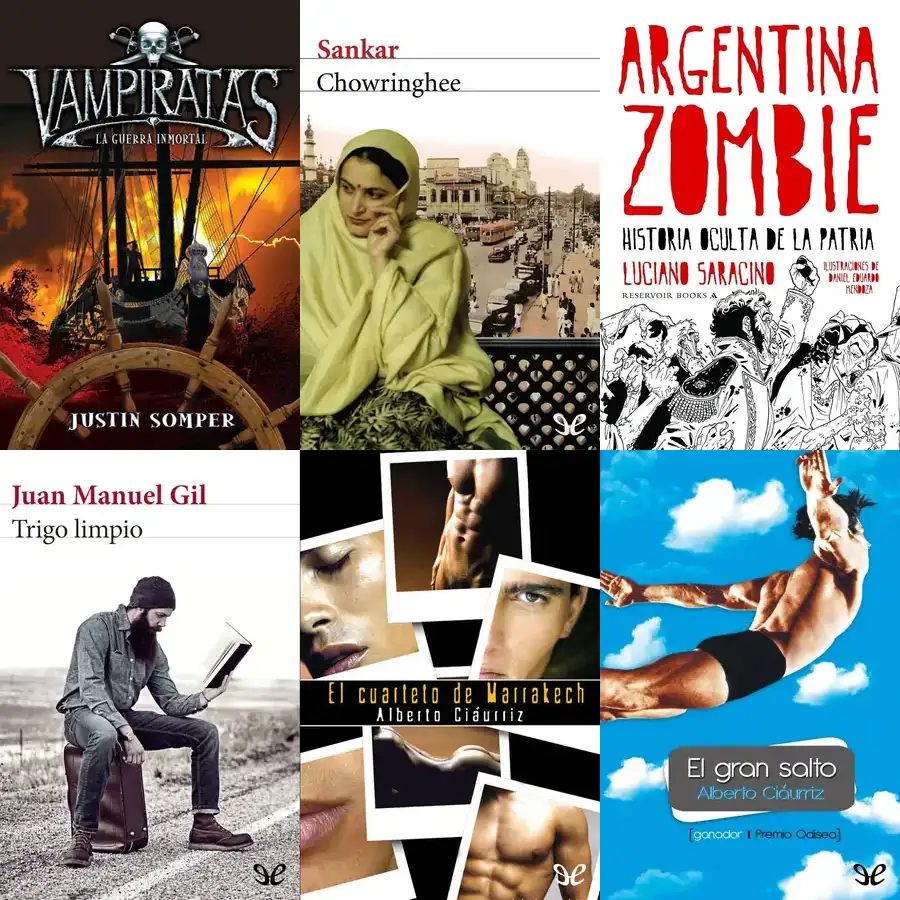 VAMPIRATAS
LA GUERRA INMORTAL
JUSTIN SOMPER
Sankar
Chowringhee
ARGENTINA
ZOMBIE
HISTORIA OCULTA DE LA PATRIA
LUCIANO SARACINO
ILUSTRACIONES DE
DANIEL EDUARDO
MENDOZA
RESERVOIR BOOKS
Juan Manuel Gil
Trigo limpio
El cuarteto de Marrakech
Alberto Ciáurriz
El gran salto
Alberto Ciáurriz
[ganador I Premio Odisea]